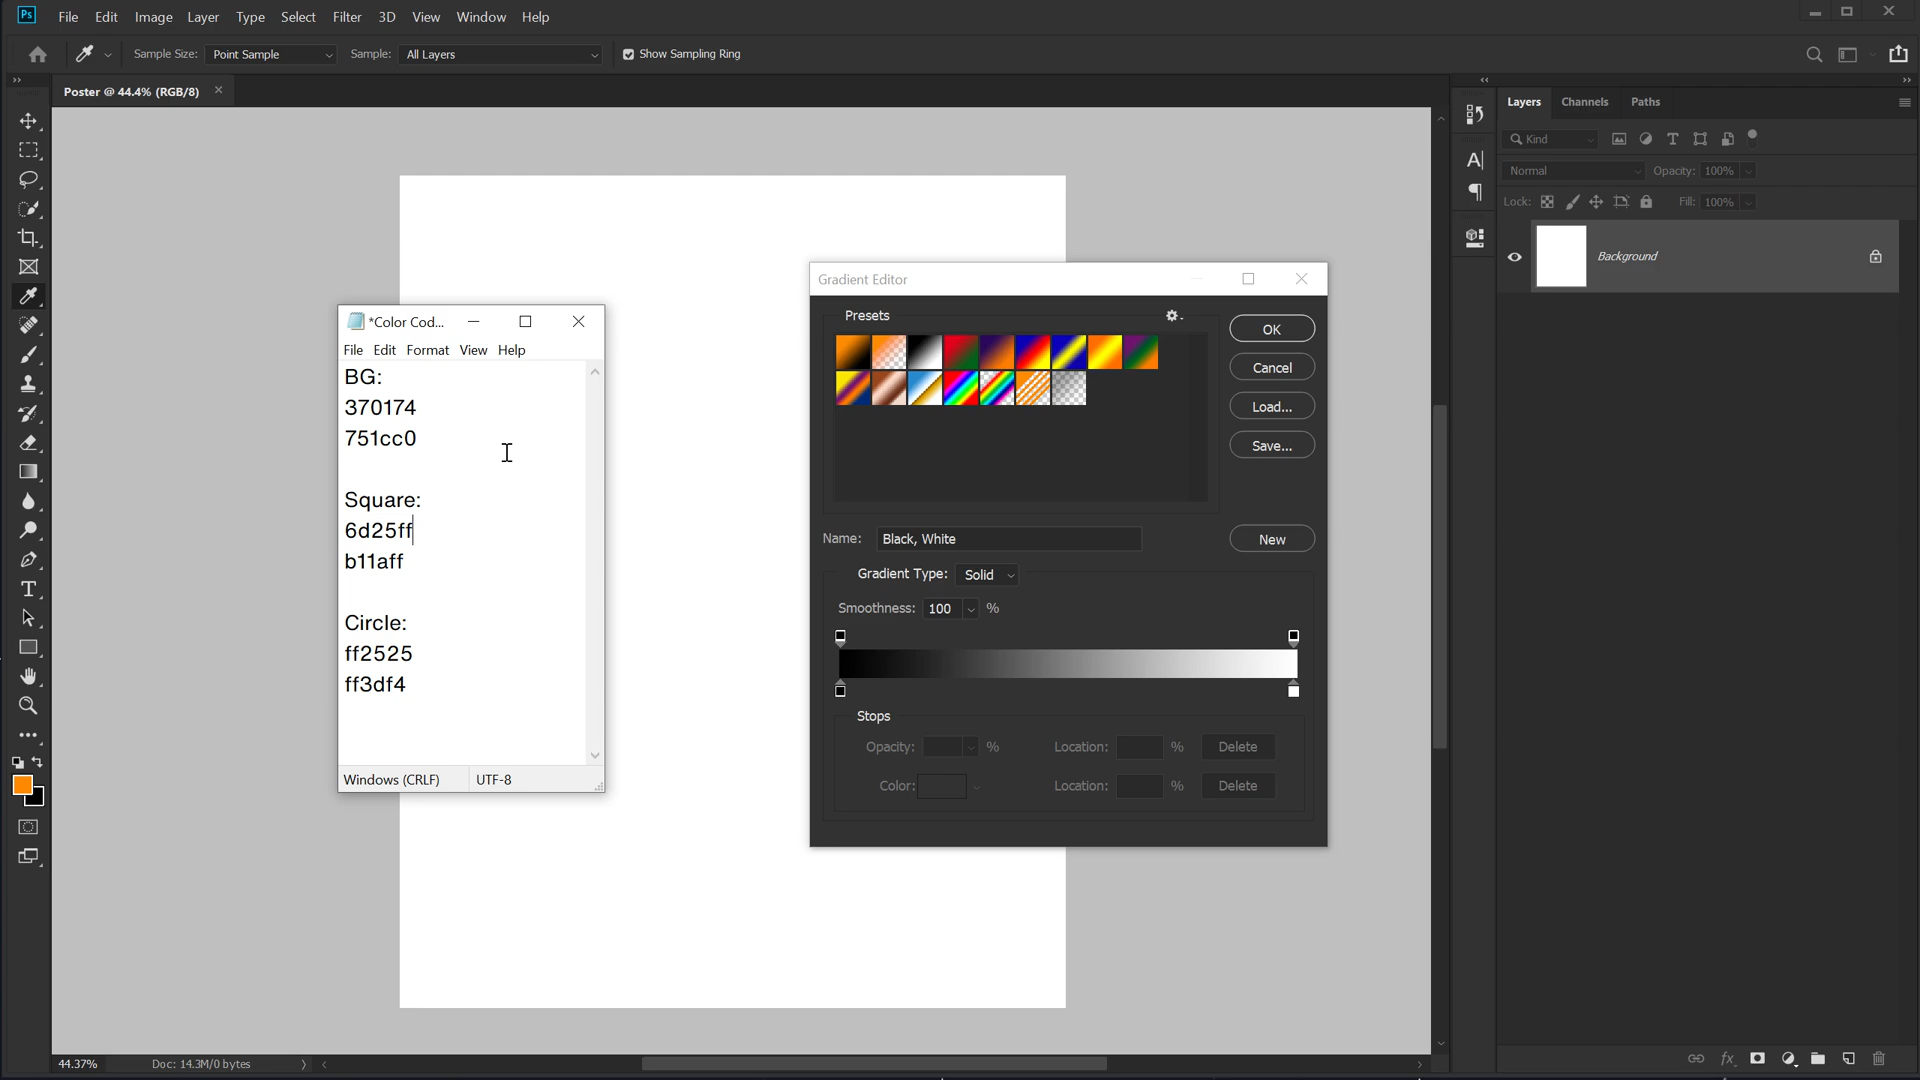 Ps File Edit Image Layer Type Select Filter 3D View Window Help
Sample Size: Point Sample Sample: All Layers Show Sampling Ring
Poster @ 44.4% (RGB/8)
Layers Channels Paths
Kind
Normal Opacity: 100%
Lock: Fill: 100%
Background
*Color Cod...
File Edit Format View Help
BG:
370174
751cc0
Square:
6d25ff
b11aff
Circle:
ff2525
ff3df4
Windows (CRLF) UTF-8
Gradient Editor
Presets
OK
Cancel
Load...
Save...
Name: Black, White
New
Gradient Type: Solid
Smoothness: 100 %
Stops
Opacity: % Location: % Delete
Color: Location: % Delete
44.37% Doc: 14.3M/0 bytes
fx